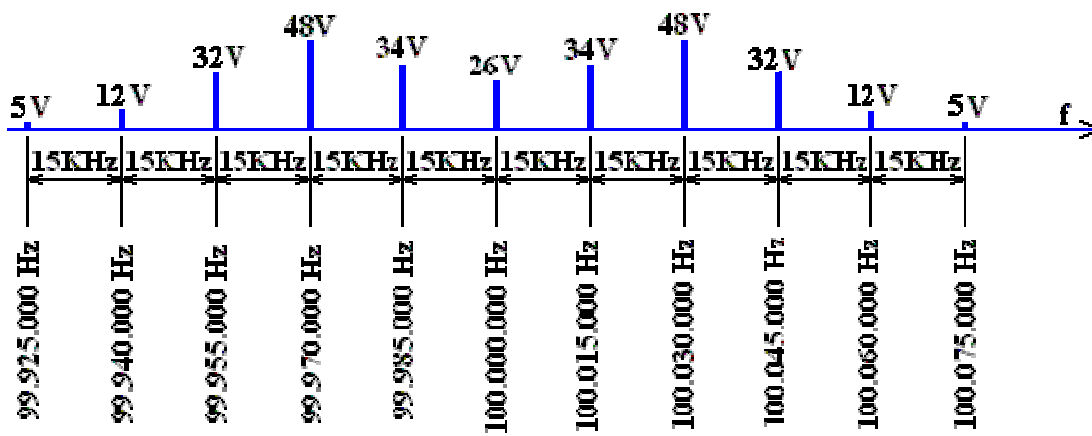 5V 12V 32V 48V 34V 26V 34V 48V 32V 12V 5V f
15KHz 15KHz 15KHz 15KHz 15KHz 15KHz 15KHz 15KHz 15KHz 15KHz
99.925.000 Hz
99.940.000 Hz
99.955.000 Hz
99.970.000 Hz
99.985.000 Hz
100.000.000 Hz
100.015.000 Hz
100.030.000 Hz
100.045.000 Hz
100.060.000 Hz
100.075.000 Hz